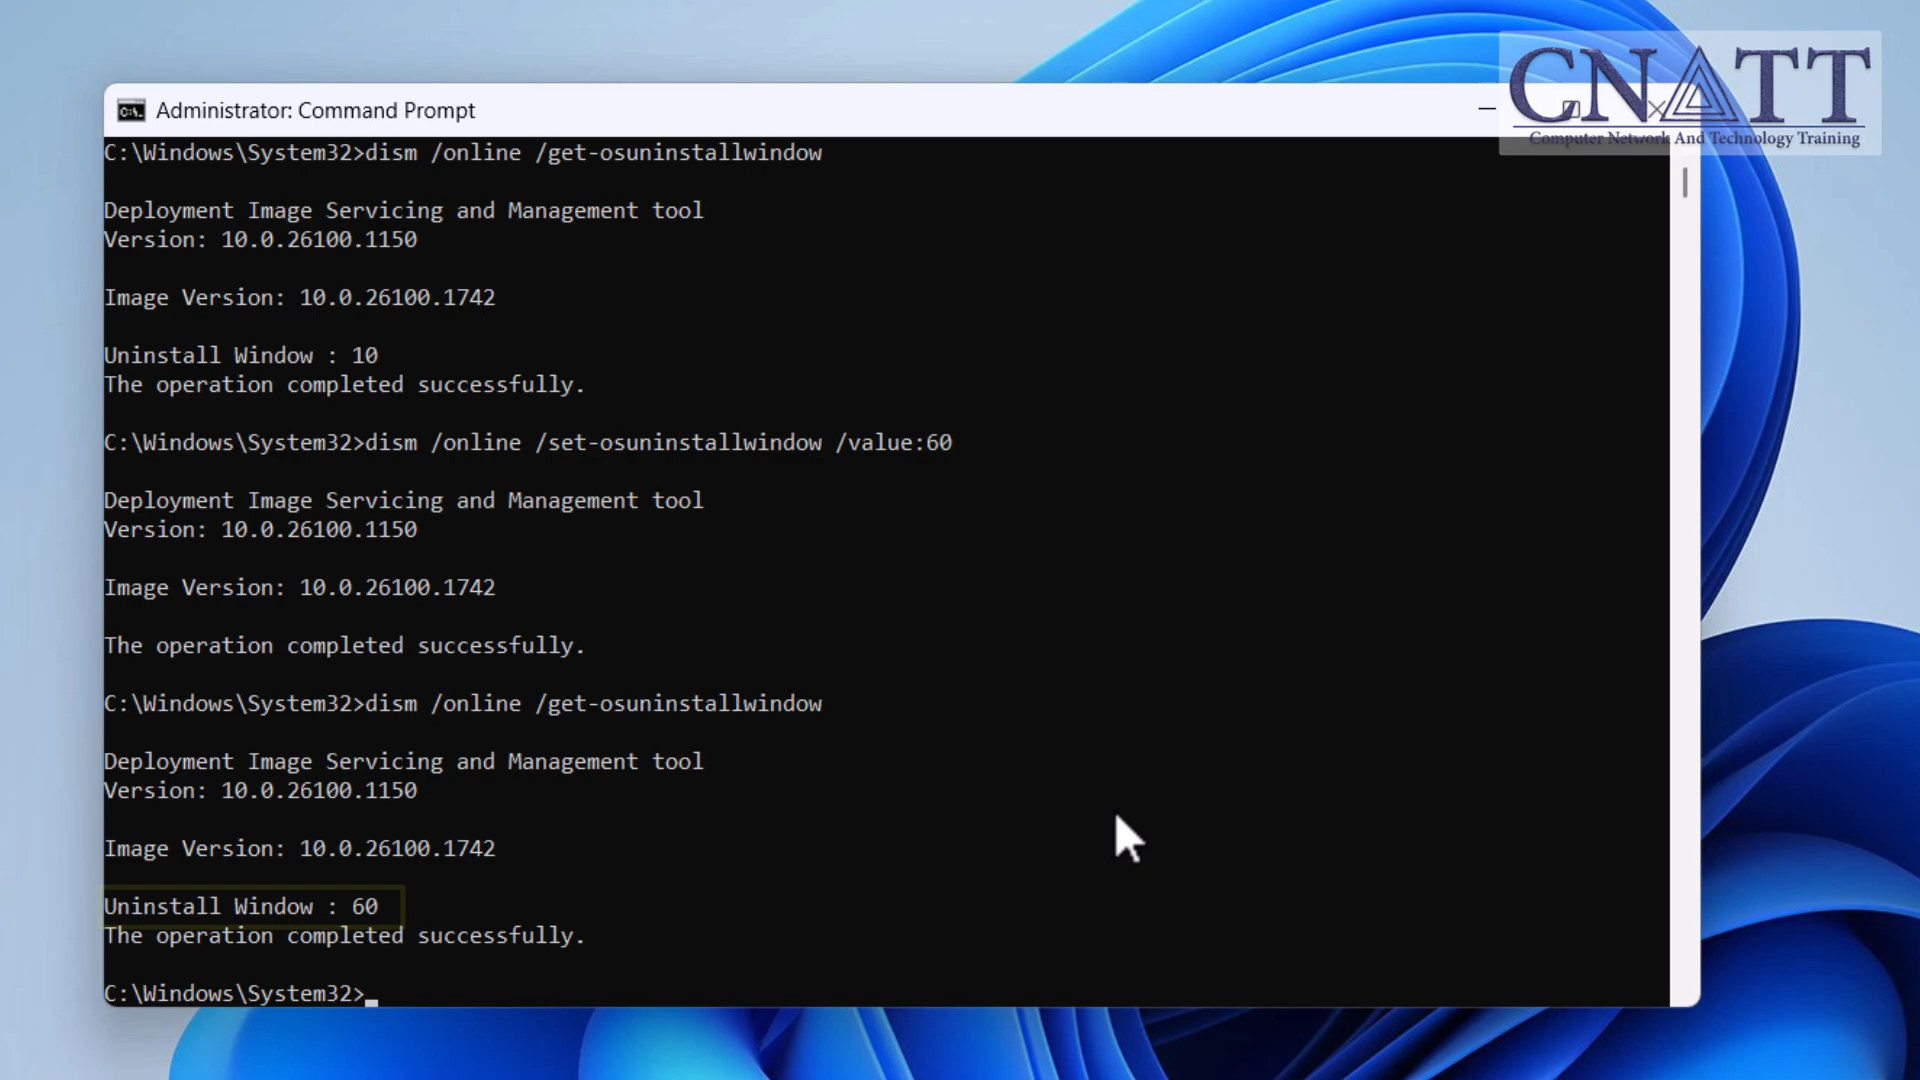 CNATT
Computer Network And Technology Training
Administrator: Command Prompt
C:\Windows\System32>dism /online /get-osuninstallwindow
Deployment Image Servicing and Management tool
Version: 10.0.26100.1150
Image Version: 10.0.26100.1742
Uninstall Window : 10
The operation completed successfully.
C:\Windows\System32>dism /online /set-osuninstallwindow /value:60
Deployment Image Servicing and Management tool
Version: 10.0.26100.1150
Image Version: 10.0.26100.1742
The operation completed successfully.
C:\Windows\System32>dism /online /get-osuninstallwindow
Deployment Image Servicing and Management tool
Version: 10.0.26100.1150
Image Version: 10.0.26100.1742
Uninstall Window : 60
The operation completed successfully.
C:\Windows\System32>